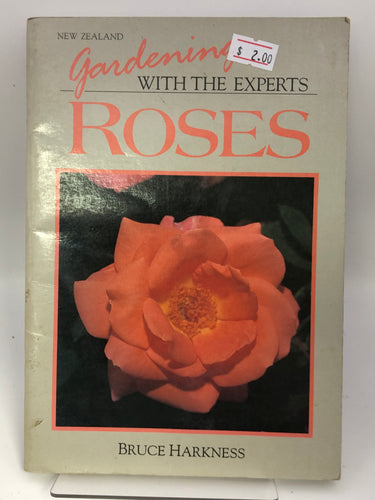 NEW ZEALAND
Gardening
$ 2.00
WITH THE EXPERTS
ROSES
BRUCE HARKNESS